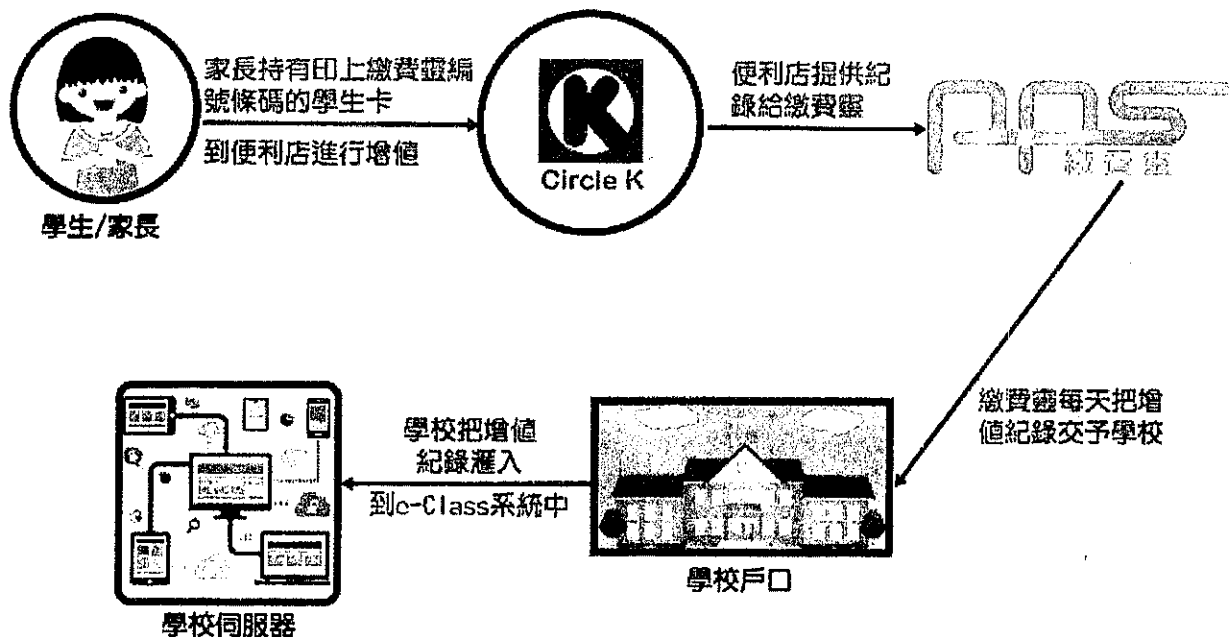 家長持有印上繳費靈編
號條碼的學生卡
到便利店進行增值
學生/家長
K
Circle K
便利店提供紀
錄給繳費靈
PPS
繳費靈
繳費靈每天把增
值紀錄交予學校
學校戶口
學校把增值
紀錄滙入
到e-Class系統中
學校伺服器